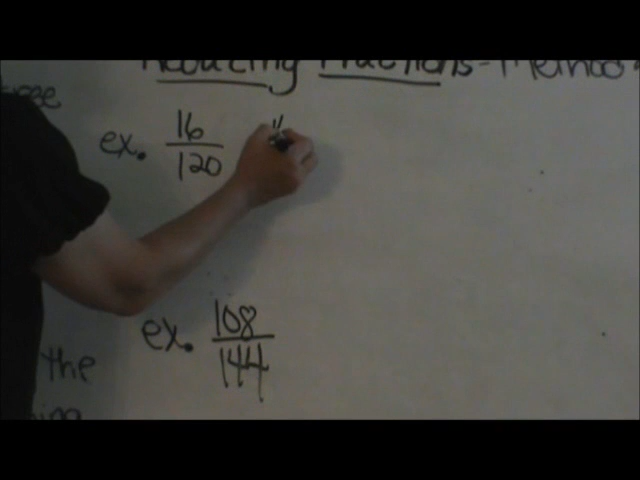 Reducing Fractions - Method
ex. 16
120
ex. 108
144
the